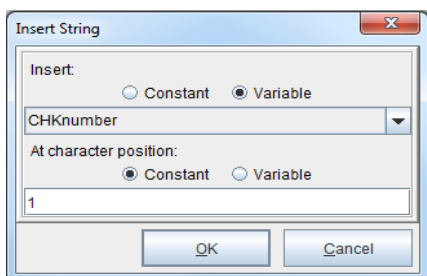 Insert String
Insert:
Constant Variable
CHKnumber
At character position:
Constant Variable
1
OK Cancel